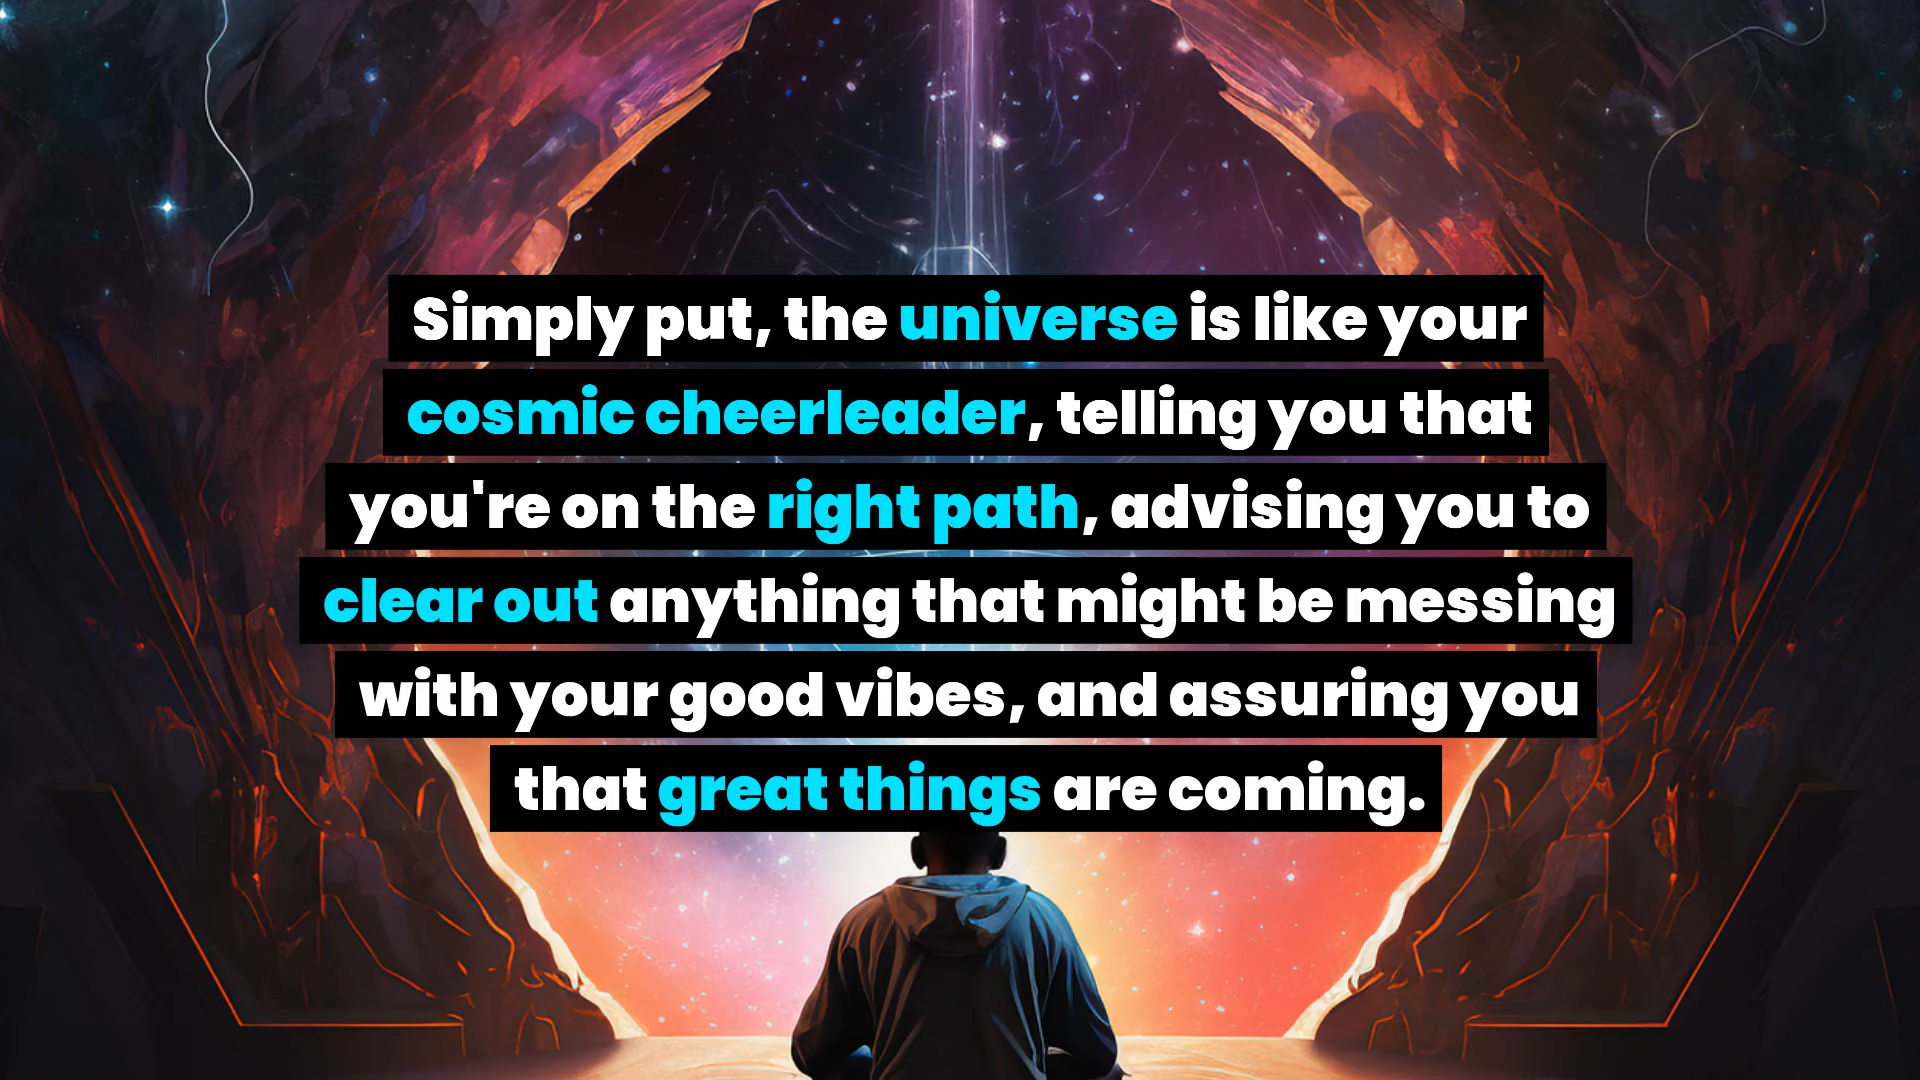 Simply put, the universe is like your
cosmic cheerleader, telling you that
you're on the right path, advising you to
clear out anything that might be messing
with your good vibes, and assuring you
that great things are coming.